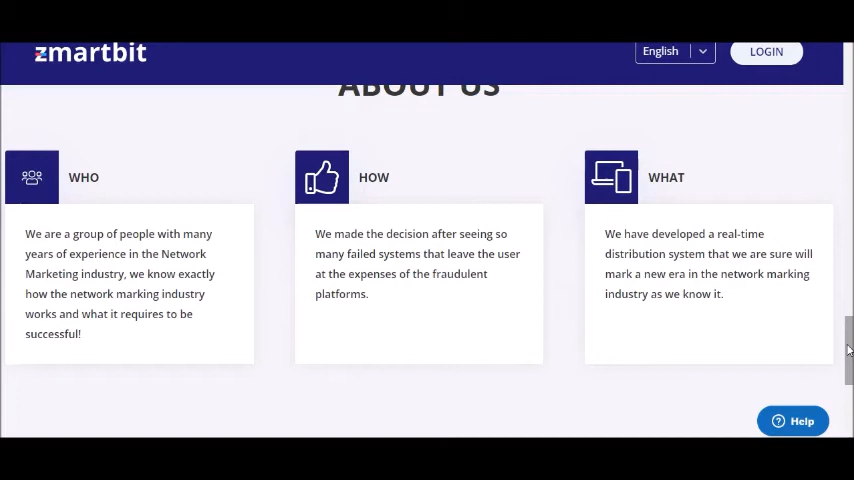 zmartbit
English
LOGIN
ABOUT US
WHO
HOW
WHAT
We are a group of people with many
years of experience in the Network
Marketing industry, we know exactly
how the network marking industry
works and what it requires to be
successful!
We made the decision after seeing so
many failed systems that leave the user
at the expenses of the fraudulent
platforms.
We have developed a real-time
distribution system that we are sure will
mark a new era in the network marking
industry as we know it.
Help